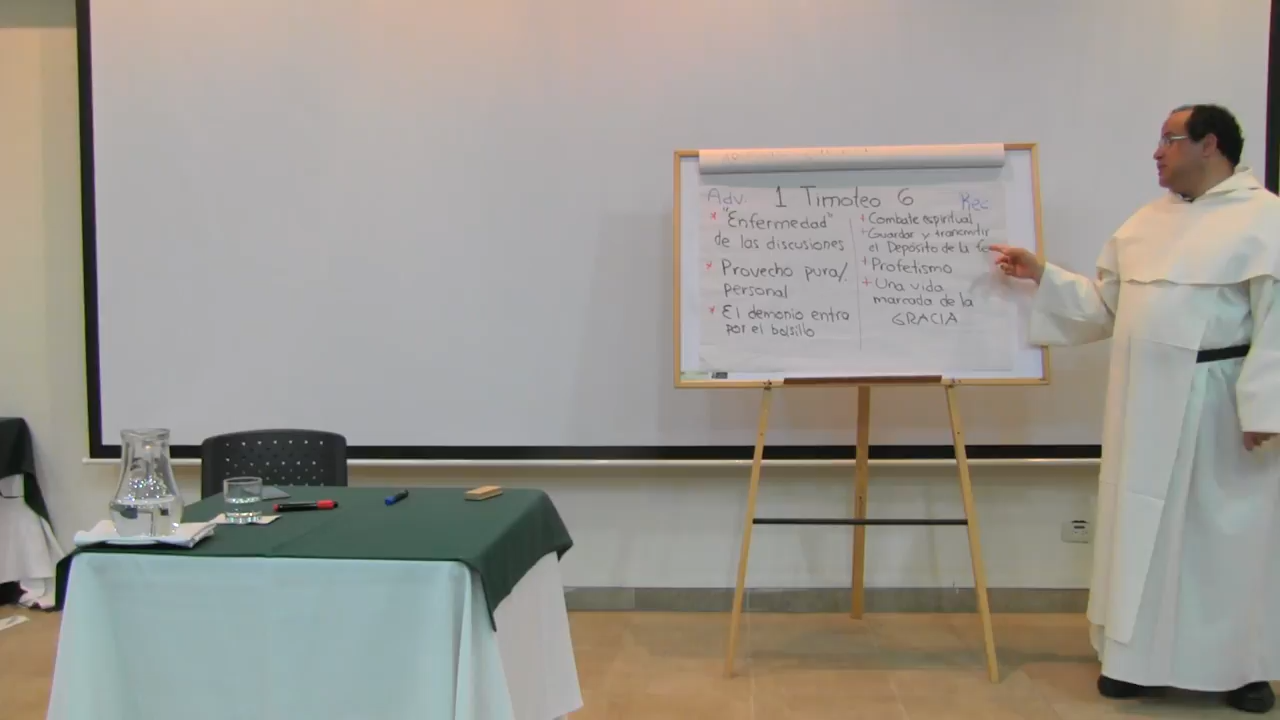 Adv. 1 Timoteo 6 Rec.
* "Enfermedad"
de las discusiones
* Provecho pura/.
personal
* El demonio entra
por el bolsillo
+ Combate espiritual
+ Guardar y transmitir
el Depósito de la fe
+ Profetismo
+ Una vida
marcada de la
GRACIA